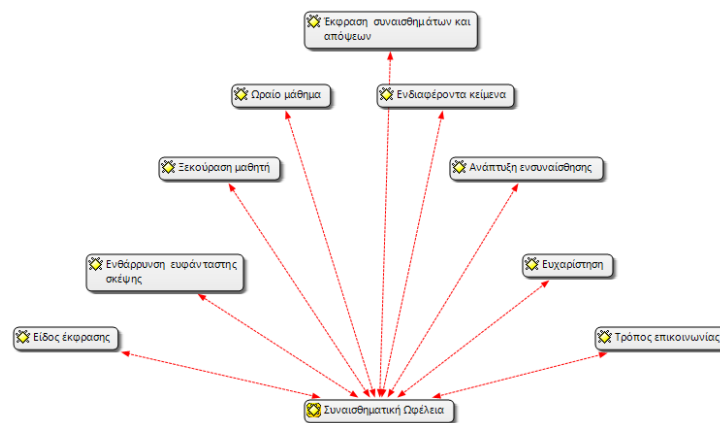 Έκφραση συναισθημάτων και
απόψεων
Ωραίο μάθημα
Ενδιαφέροντα κείμενα
Ξεκούραση μαθητή
Ανάπτυξη ενσυναίσθησης
Ενθάρρυνση ευφάνταστης
σκέψης
Ευχαρίστηση
Είδος έκφρασης
Τρόπος επικοινωνίας
Συναισθηματική Ωφέλεια